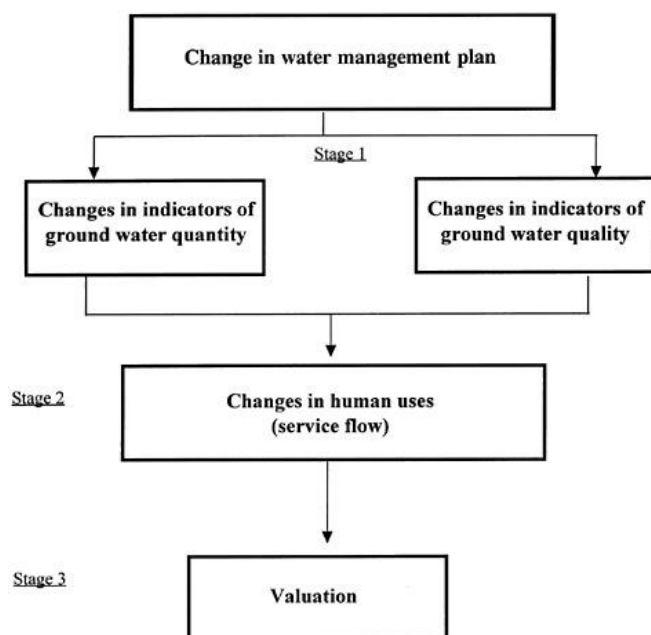 Change in water management plan
Stage 1
Changes in indicators of
ground water quantity
Changes in indicators of
ground water quality
Stage 2
Changes in human uses
(service flow)
Stage 3
Valuation